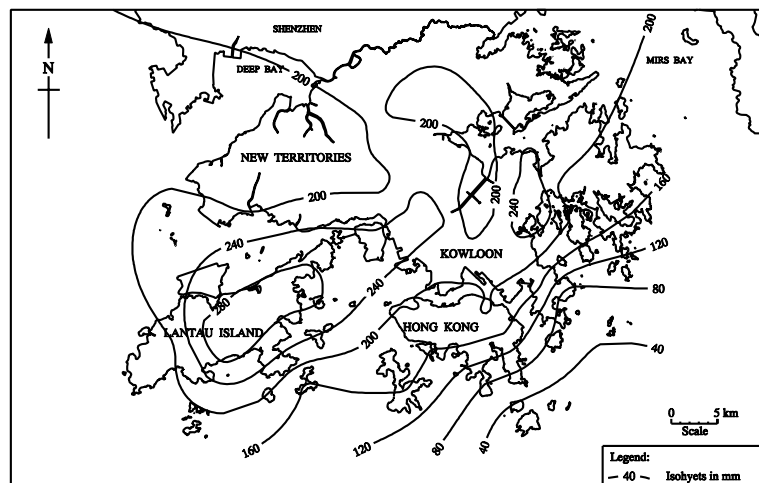 SHENZHEN
200
MIRS BAY
DEEP BAY
200
N
200
NEW TERRITORIES
160
200
200
240
240
KOWLOON
120
240
280
80
LANTAU ISLAND
200
HONG KONG
40
160
120
80
40
0 5 km
Scale
Legend:
40 Isohyets in mm